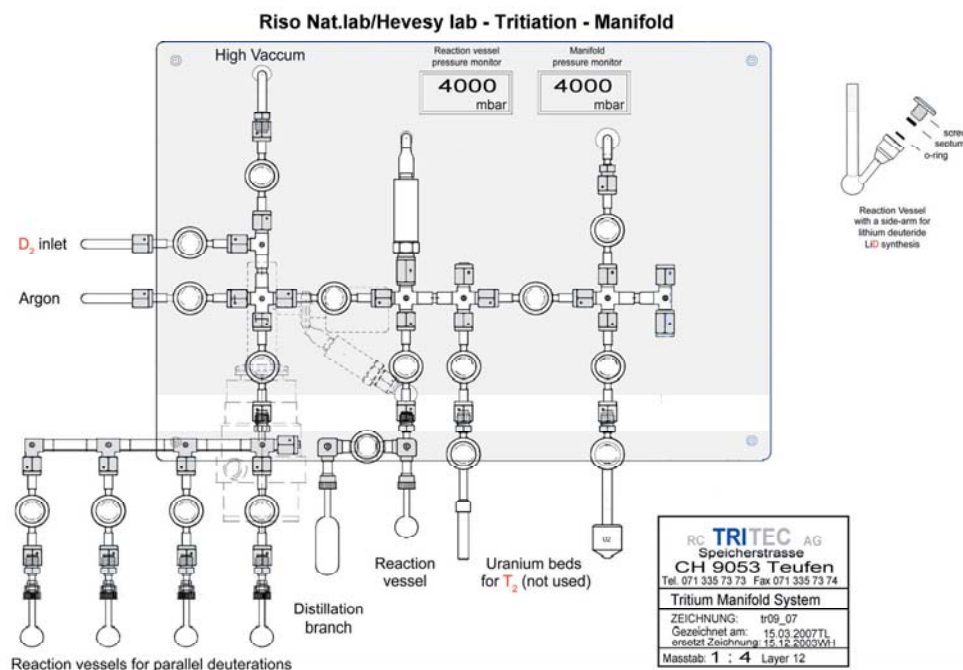 Riso Nat.lab/Hevesy lab - Tritiation - Manifold
High Vaccum
Reaction vessel
pressure monitor
4000
mbar
Manifold
pressure monitor
4000
mbar
screw
septum
o-ring
Reaction Vessel
with a side-arm for
lithium deuteride
LiD synthesis
D₂ inlet
Argon
U2
Reaction
vessel
Uranium beds
for T₂ (not used)
Distillation
branch
Reaction vessels for parallel deuterations
RC TRITEC AG
Speicherstrasse
CH 9053 Teufen
Tel. 071 335 73 73 Fax 071 335 73 74
Tritium Manifold System
ZEICHNUNG: tr09_07
Gezeichnet am: 15.03.2007TL
ersetzt Zeichnung: 15.12.2003WH
Masstab: 1 : 4 Layer 12